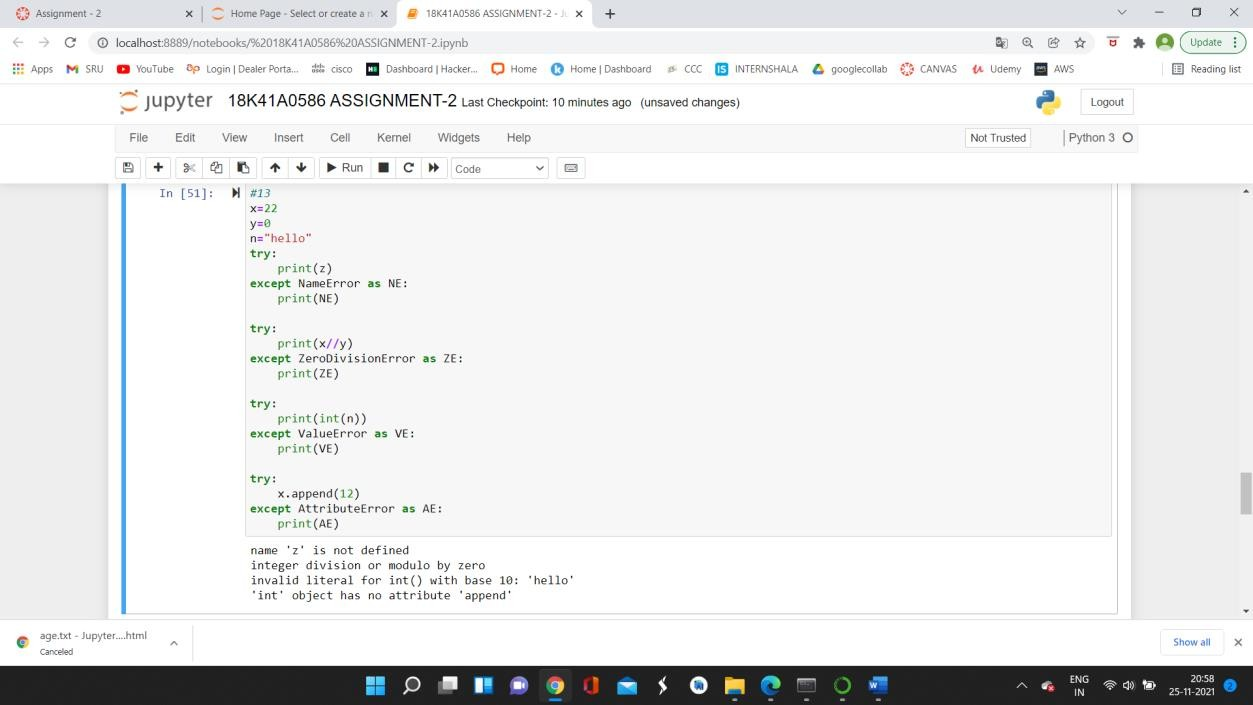 Assignment - 2
Home Page - Select or create a n
18K41A0586 ASSIGNMENT-2 - Ju
localhost:8889/notebooks/%2018K41A0586%20ASSIGNMENT-2.ipynb
Update
Apps SRU YouTube Login | Dealer Porta... cisco Dashboard | Hacker... Home Home | Dashboard CCC INTERNSHALA googlecollab CANVAS Udemy AWS Reading list
jupyter 18K41A0586 ASSIGNMENT-2 Last Checkpoint: 10 minutes ago (unsaved changes)
Logout
File Edit View Insert Cell Kernel Widgets Help
Not Trusted
Python 3
Run
Code
In [51]:
#13
x=22
y=0
n="hello"
try:
    print(z)
except NameError as NE:
    print(NE)
try:
    print(x//y)
except ZeroDivisionError as ZE:
    print(ZE)
try:
    print(int(n))
except ValueError as VE:
    print(VE)
try:
    x.append(12)
except AttributeError as AE:
    print(AE)
name 'z' is not defined
integer division or modulo by zero
invalid literal for int() with base 10: 'hello'
'int' object has no attribute 'append'
age.txt - Jupyter....html
Canceled
Show all
ENG
IN
20:58
25-11-2021
2